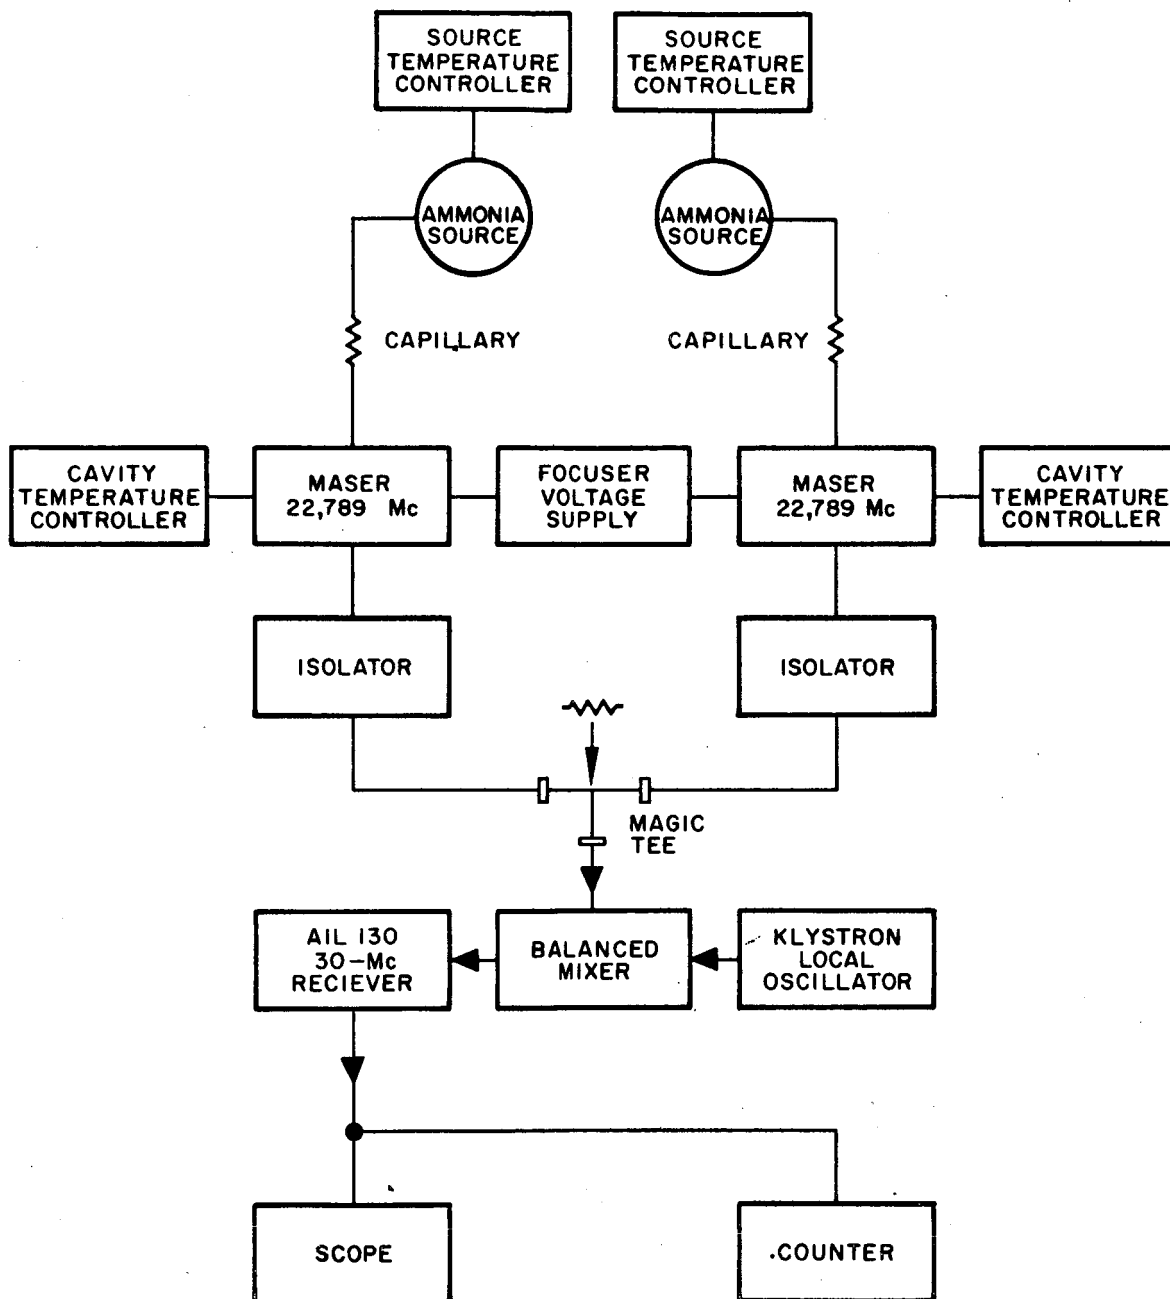 SOURCE
TEMPERATURE
CONTROLLER
SOURCE
TEMPERATURE
CONTROLLER
AMMONIA
SOURCE
AMMONIA
SOURCE
CAPILLARY
CAPILLARY
CAVITY
TEMPERATURE
CONTROLLER
MASER
22,789 Mc
FOCUSER
VOLTAGE
SUPPLY
MASER
22,789 Mc
CAVITY
TEMPERATURE
CONTROLLER
ISOLATOR
ISOLATOR
MAGIC
TEE
AIL 130
30-Mc
RECIEVER
BALANCED
MIXER
KLYSTRON
LOCAL
OSCILLATOR
SCOPE
COUNTER